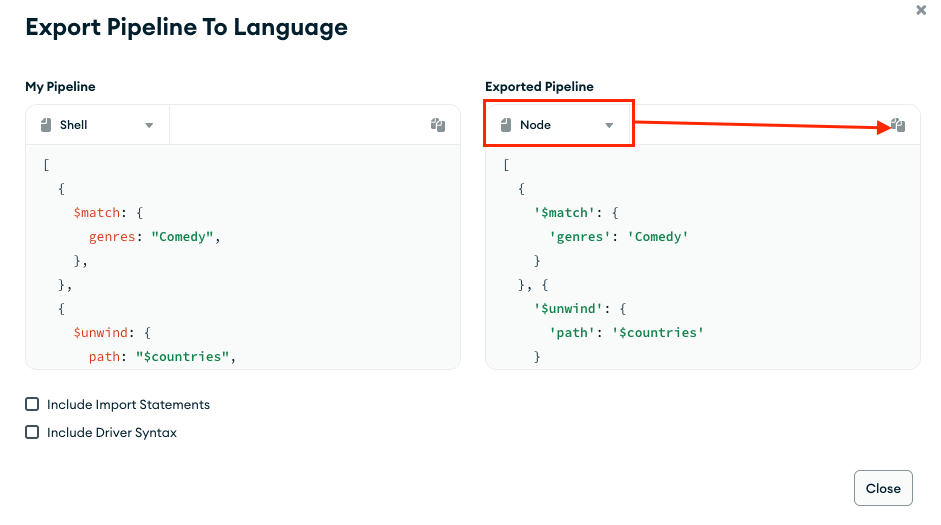 Export Pipeline To Language
My Pipeline
Shell
[
{
$match: {
genres: "Comedy",
},
},
{
$unwind: {
path: "$countries",
Exported Pipeline
Node
[
{
'$match': {
'genres': 'Comedy'
}
}, {
'$unwind': {
'path': '$countries'
}
Include Import Statements
Include Driver Syntax
Close